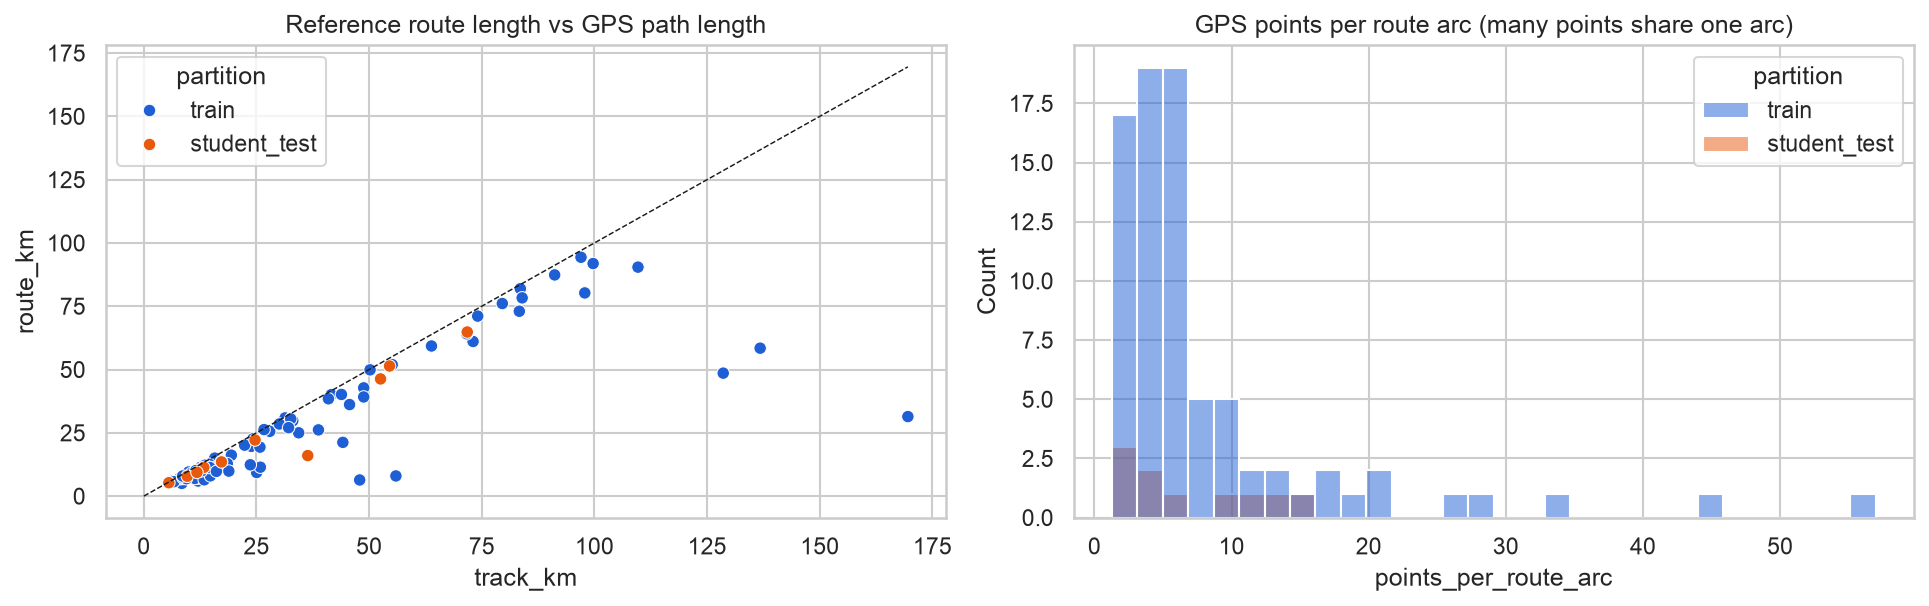 Reference route length vs GPS path length
partition
train
student_test
175
150
125
100
75
50
25
0
route_km
0 25 50 75 100 125 150 175
track_km
GPS points per route arc (many points share one arc)
partition
train
student_test
17.5
15.0
12.5
10.0
7.5
5.0
2.5
0.0
Count
0 10 20 30 40 50
points_per_route_arc